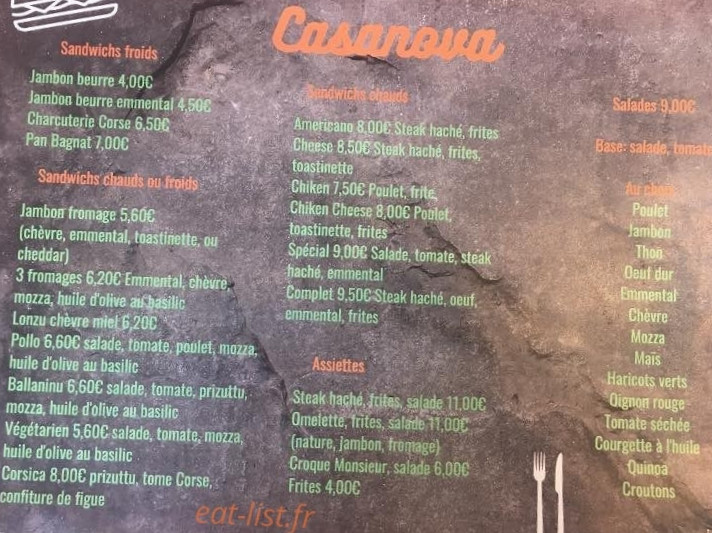 Casanova
Sandwichs froids
Jambon beurre 4,00€
Jambon beurre emmental 4,50€
Charcuterie Corse 6,50€
Pan Bagnat 7,00€
Sandwichs chauds ou froids
Jambon fromage 5,60€
(chèvre, emmental, toastinette, ou
cheddar)
3 fromages 6,20€ Emmental, chèvre,
mozza, huile d'olive au basilic
Lonzu chèvre miel 6,20€
Pollo 6,60€ salade, tomate, poulet, mozza,
huile d'olive au basilic
Ballaninu 6,60€ salade, tomate, prizuttu,
mozza, huile d'olive au basilic
Végétarien 5,60€ salade, tomate, mozza,
huile d'olive au basilic
Corsica 8,00€ prizuttu, tome Corse,
confiture de figue
Sandwichs chauds
Americano 8,00€ Steak haché, frites
Cheese 8,50€ Steak haché, frites,
toastinette
Chiken 7,50€ Poulet, frite,
Chiken Cheese 8,00€ Poulet,
toastinette, frites
Spécial 9,00€ Salade, tomate, steak
haché, emmental
Complet 9,50€ Steak haché, oeuf,
emmental, frites
Assiettes
Steak haché, frites, salade 11,00€
Omelette, frites, salade 11,00€
(nature, jambon, fromage)
Croque Monsieur, salade 6,00€
Frites 4,00€
Salades 9,00€
Base: salade, tomate
Au choix
Poulet
Jambon
Thon
Oeuf dur
Emmental
Chèvre
Mozza
Maïs
Haricots verts
Oignon rouge
Tomate séchée
Courgette à l'huile
Quinoa
Croutons
eat-list.fr